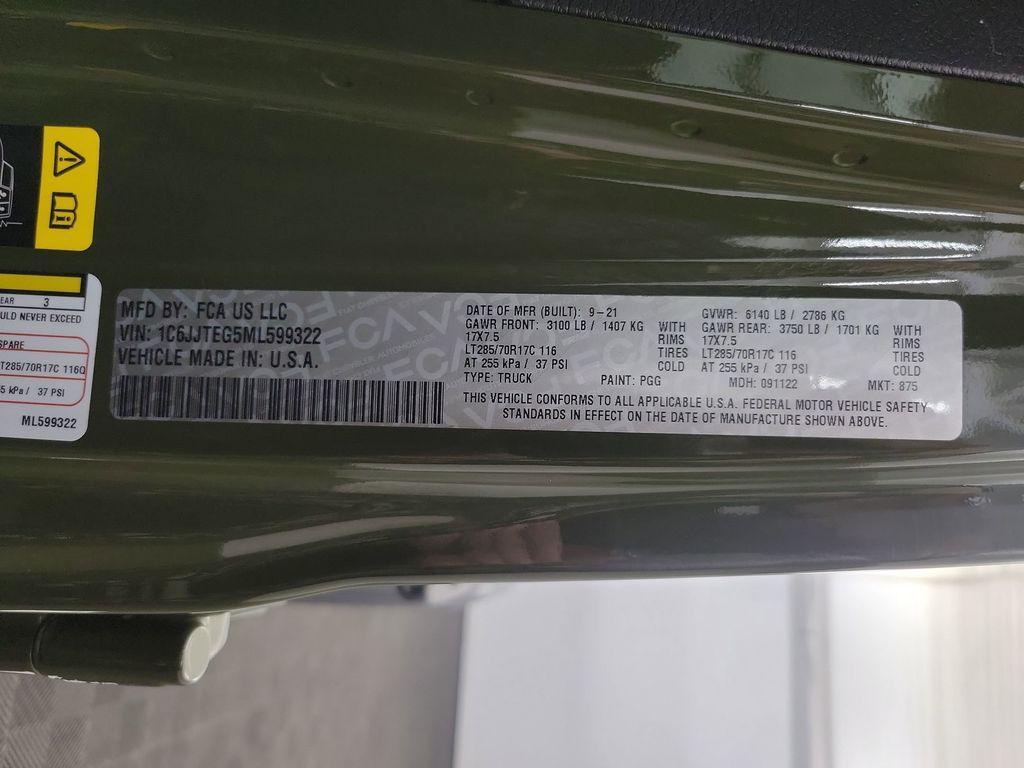 EAR 3
ULD NEVER EXCEED
SPARE
LT285/70R17C 116Q
55 kPa / 37 PSI
ML599322
MFD BY: FCA US LLC
VIN: 1C6JJTEG5ML599322
VEHICLE MADE IN: U.S.A.
DATE OF MFR (BUILT): 9-21
GAWR FRONT: 3100 LB / 1407 KG WITH
17X7.5 RIMS
LT285/70R17C 116 TIRES
AT 255 kPa / 37 PSI COLD
GVWR: 6140 LB / 2786 KG
GAWR REAR: 3750 LB / 1701 KG WITH
17X7.5 RIMS
LT285/70R17C 116 TIRES
AT 255 kPa / 37 PSI COLD
TYPE: TRUCK PAINT: PGG MDH: 091122 MKT: 875
THIS VEHICLE CONFORMS TO ALL APPLICABLE U.S.A. FEDERAL MOTOR VEHICLE SAFETY
STANDARDS IN EFFECT ON THE DATE OF MANUFACTURE SHOWN ABOVE.